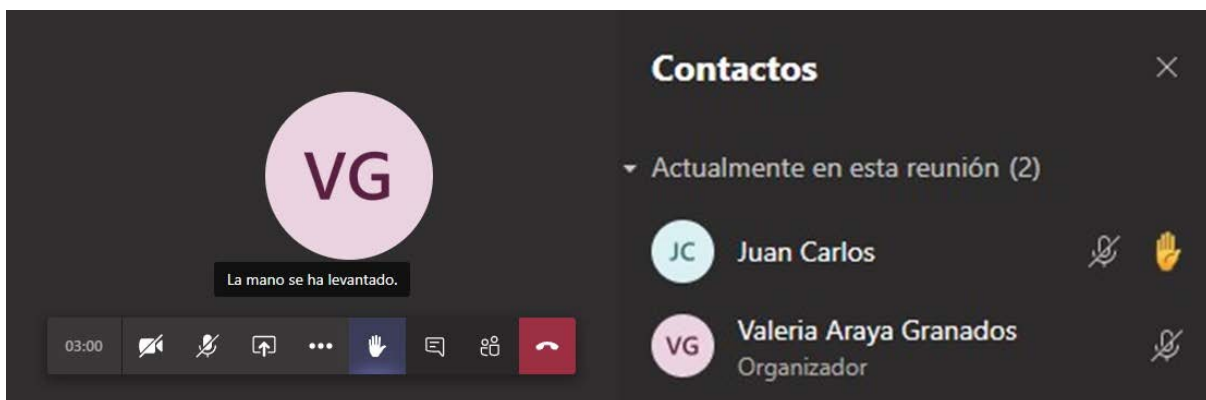 VG
La mano se ha levantado.
03:00
Contactos
Actualmente en esta reunión (2)
JC Juan Carlos
VG Valeria Araya Granados
Organizador